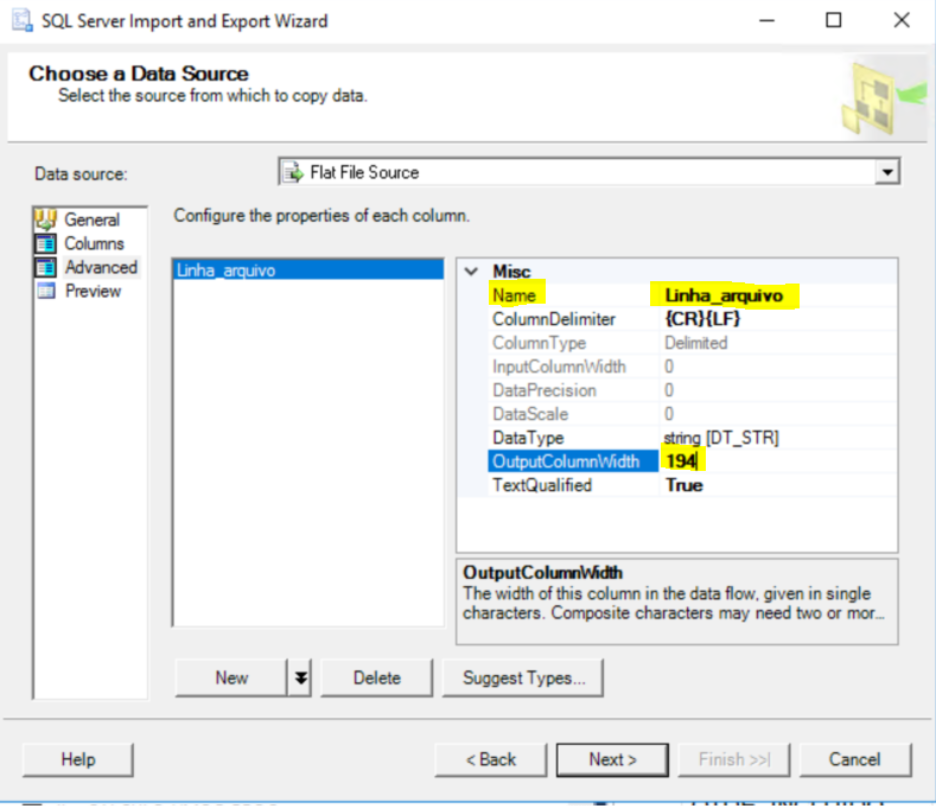 SQL Server Import and Export Wizard
Choose a Data Source
Select the source from which to copy data.
Data source:
Flat File Source
General
Columns
Advanced
Preview
Configure the properties of each column.
Linha_arquivo
Misc
Name Linha_arquivo
ColumnDelimiter {CR}{LF}
ColumnType Delimited
InputColumnWidth 0
DataPrecision 0
DataScale 0
DataType string [DT_STR]
OutputColumnWidth 194
TextQualified True
OutputColumnWidth
The width of this column in the data flow, given in single
characters. Composite characters may need two or mor...
New
Delete
Suggest Types...
Help
< Back
Next >
Finish >>|
Cancel